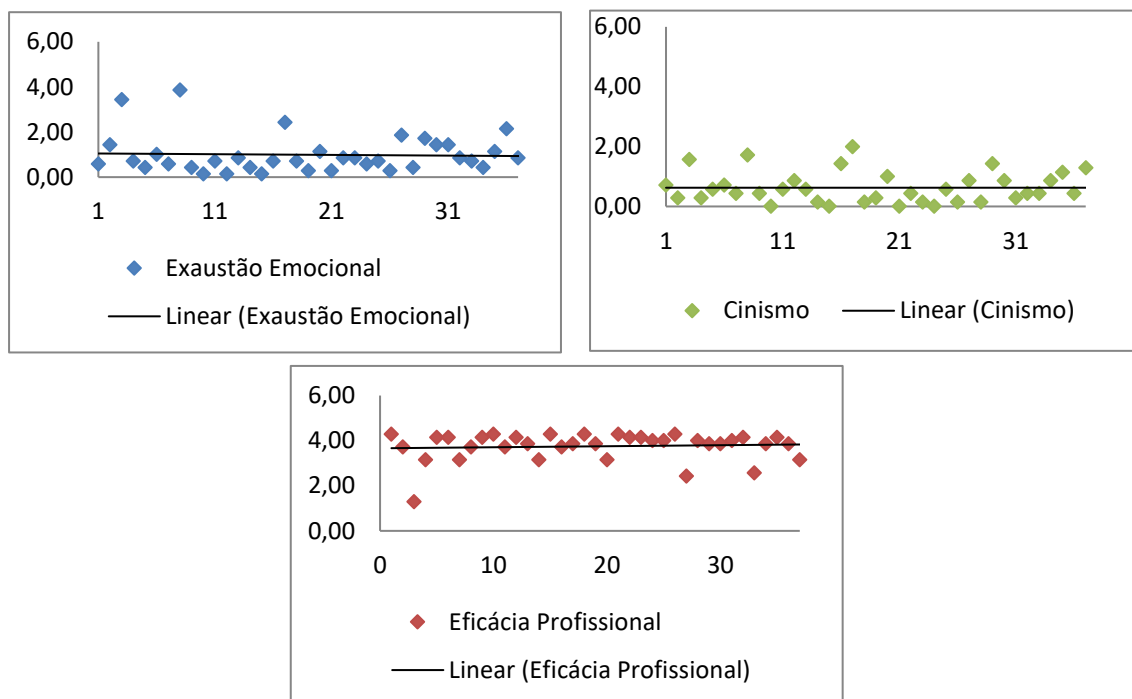 6,00
4,00
2,00
0,00
1 11 21 31
Exaustão Emocional
Linear (Exaustão Emocional)
6,00
4,00
2,00
0,00
1 11 21 31
Cinismo Linear (Cinismo)
6,00
4,00
2,00
0,00
0 10 20 30
Eficácia Profissional
Linear (Eficácia Profissional)